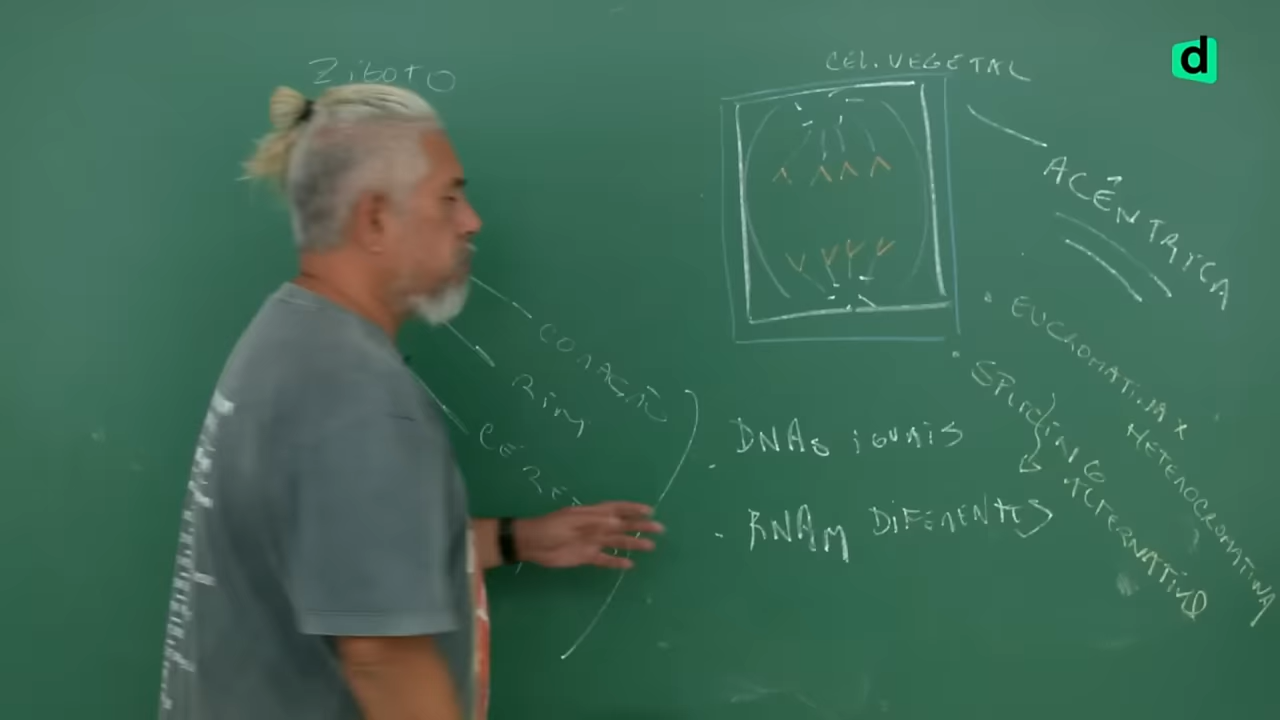 Zigoto
CEL. VEGETAL
ACÊNTRICA
CORAÇÃO
RIM
DNAs iguais
RNAm DIFERENTES
EUCROMATINA X
HETEROCROMATINA
SPLICING
ALTERNATIVO
d